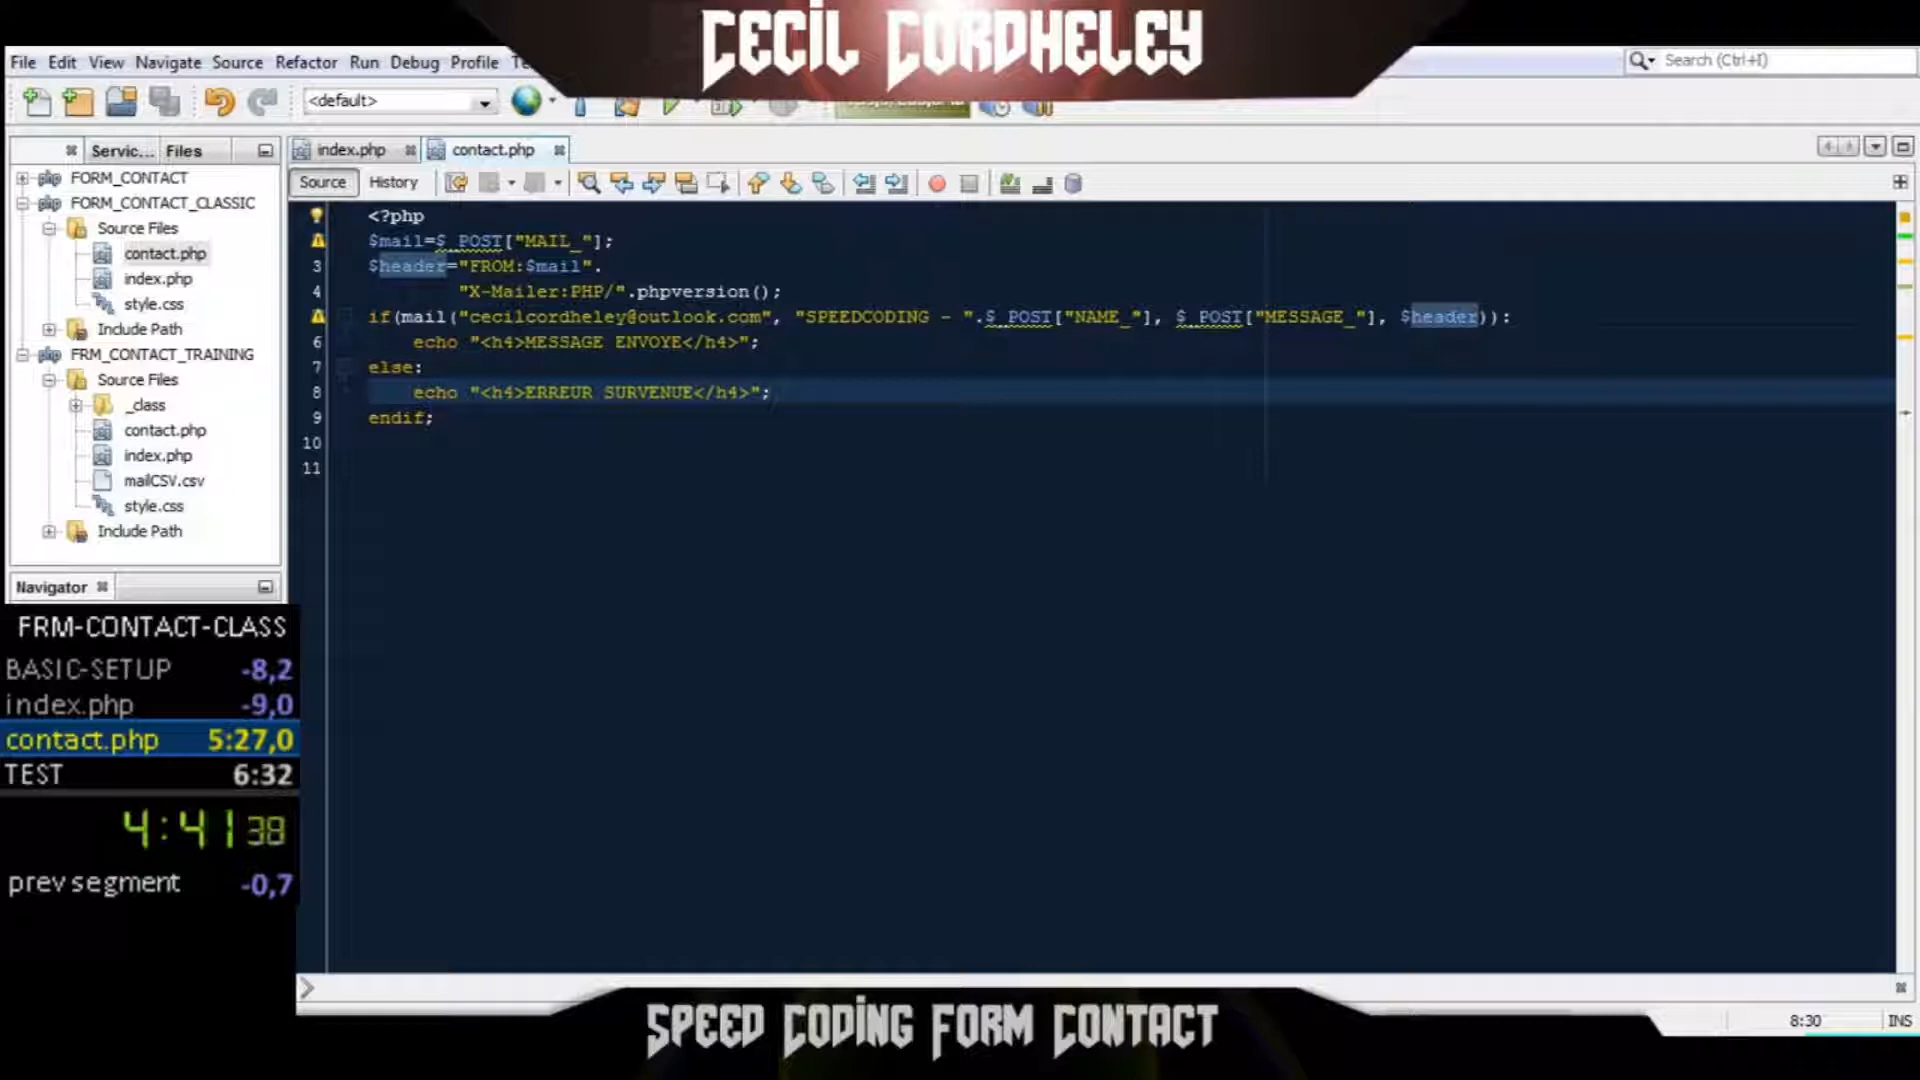 CECIL CORDHELEY
File Edit View Navigate Source Refactor Run Debug Profile
Search (Ctrl+I)
<default>
Servic... Files
index.php
contact.php
Source History
FORM_CONTACT
FORM_CONTACT_CLASSIC
Source Files
contact.php
index.php
style.css
Include Path
FRM_CONTACT_TRAINING
Source Files
_class
contact.php
index.php
mailCSV.csv
style.css
Include Path
Navigator
<?php
$mail=$_POST["MAIL_"];
3 $header="FROM:$mail".
4 "X-Mailer:PHP/".phpversion();
if(mail("cecilcordheley@outlook.com", "SPEEDCODING - ".$_POST["NAME_"], $_POST["MESSAGE_"], $header)):
6 echo "<h4>MESSAGE ENVOYE</h4>";
7 else:
8 echo "<h4>ERREUR SURVENUE</h4>";
9 endif;
10
11
FRM-CONTACT-CLASS
BASIC-SETUP -8,2
index.php -9,0
contact.php 5:27,0
TEST 6:32
4:41 38
prev segment -0,7
SPEED CODING FORM CONTACT
8:30 INS